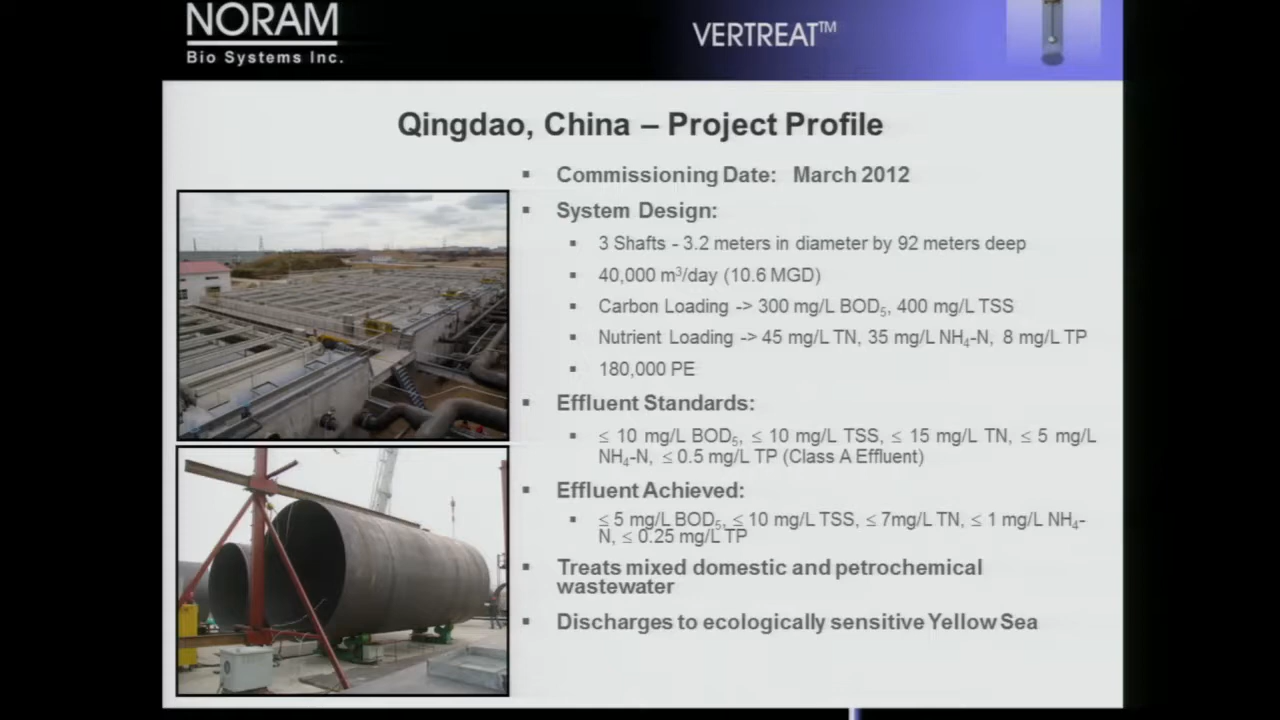 NORAM
Bio Systems Inc.
VERTREAT™
Qingdao, China – Project Profile
▪ Commissioning Date: March 2012
▪ System Design:
▪ 3 Shafts - 3.2 meters in diameter by 92 meters deep
▪ 40,000 m³/day (10.6 MGD)
▪ Carbon Loading -> 300 mg/L BOD₅, 400 mg/L TSS
▪ Nutrient Loading -> 45 mg/L TN, 35 mg/L NH₄-N, 8 mg/L TP
▪ 180,000 PE
▪ Effluent Standards:
▪ ≤ 10 mg/L BOD₅, ≤ 10 mg/L TSS, ≤ 15 mg/L TN, ≤ 5 mg/L
NH₄-N, ≤ 0.5 mg/L TP (Class A Effluent)
▪ Effluent Achieved:
▪ ≤ 5 mg/L BOD₅, ≤ 10 mg/L TSS, ≤ 7mg/L TN, ≤ 1 mg/L NH₄-
N, ≤ 0.25 mg/L TP
▪ Treats mixed domestic and petrochemical
wastewater
▪ Discharges to ecologically sensitive Yellow Sea